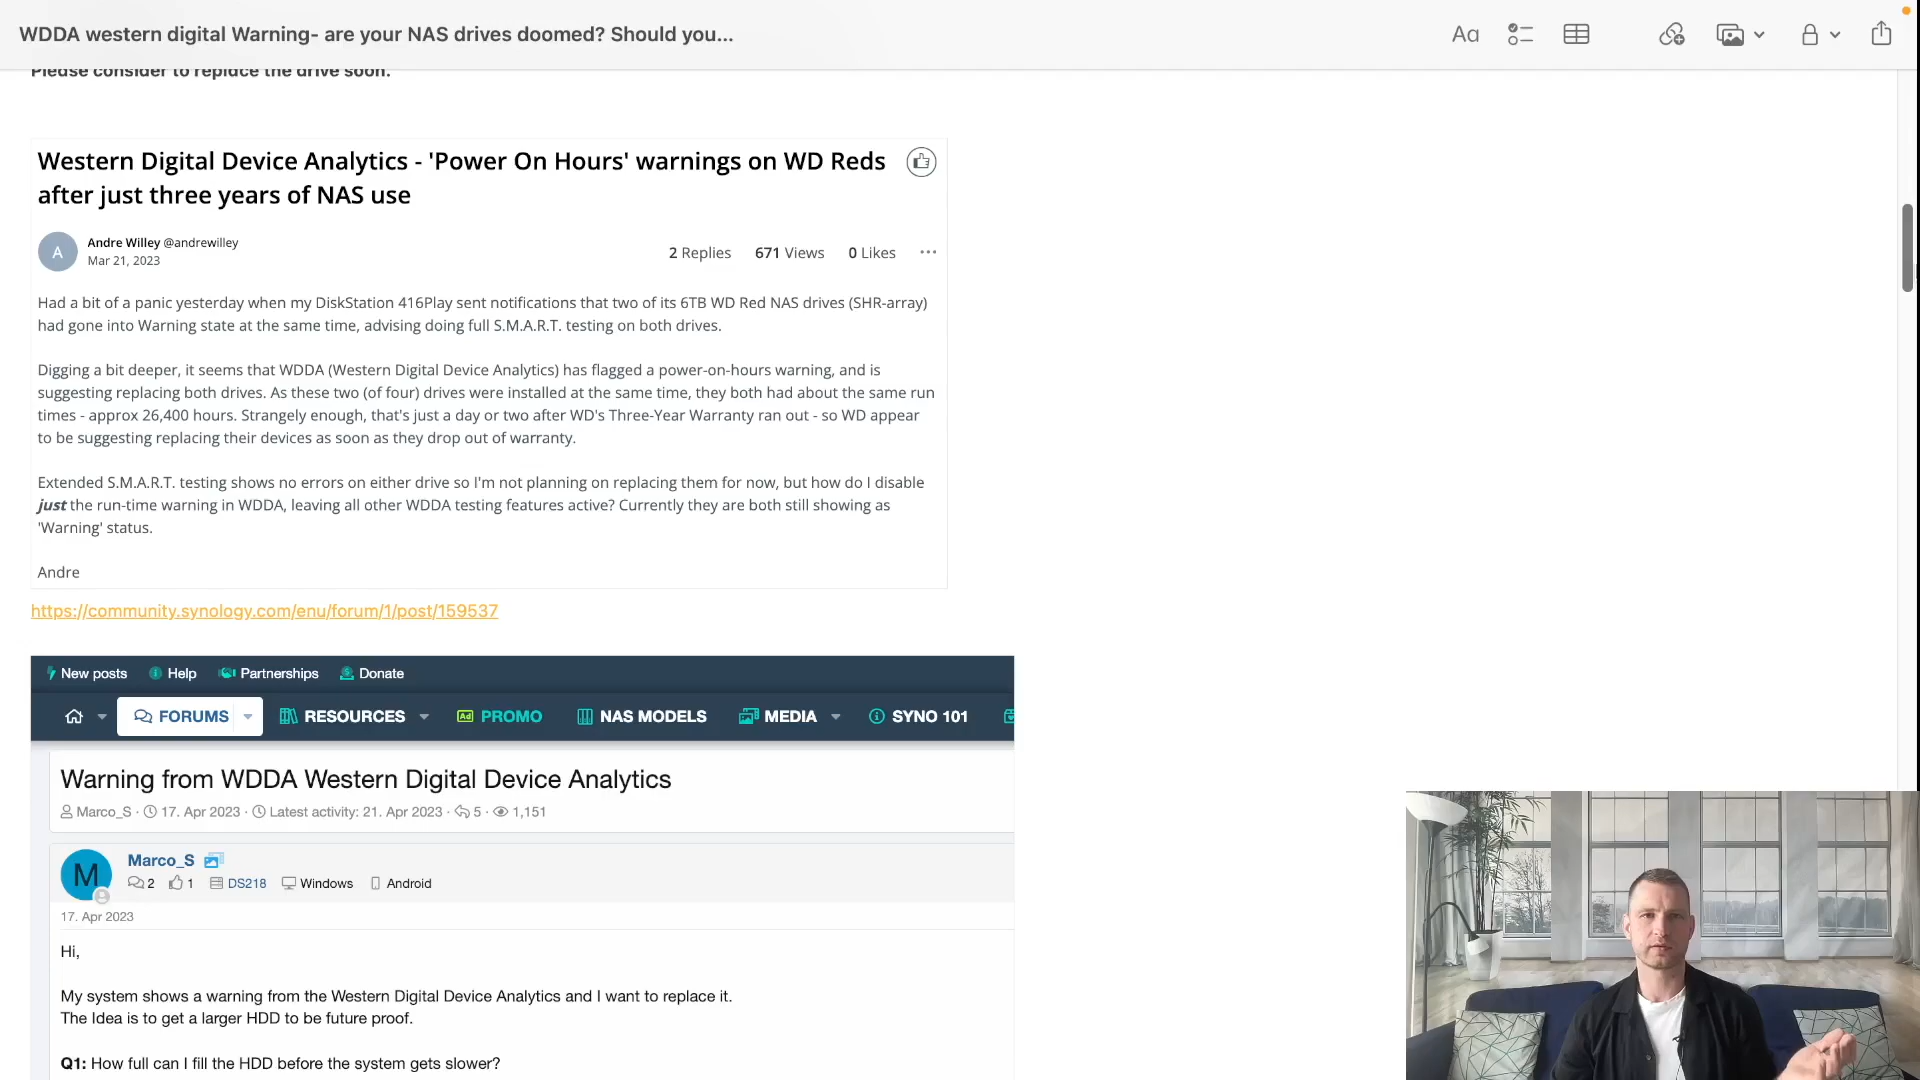 WDDA western digital Warning- are your NAS drives doomed? Should you...
Aa
Please consider to replace the drive soon.
Western Digital Device Analytics - 'Power On Hours' warnings on WD Reds
after just three years of NAS use
A
Andre Willey @andrewilley
Mar 21, 2023
2 Replies 671 Views 0 Likes ...
Had a bit of a panic yesterday when my DiskStation 416Play sent notifications that two of its 6TB WD Red NAS drives (SHR-array)
had gone into Warning state at the same time, advising doing full S.M.A.R.T. testing on both drives.
Digging a bit deeper, it seems that WDDA (Western Digital Device Analytics) has flagged a power-on-hours warning, and is
suggesting replacing both drives. As these two (of four) drives were installed at the same time, they both had about the same run
times - approx 26,400 hours. Strangely enough, that's just a day or two after WD's Three-Year Warranty ran out - so WD appear
to be suggesting replacing their devices as soon as they drop out of warranty.
Extended S.M.A.R.T. testing shows no errors on either drive so I'm not planning on replacing them for now, but how do I disable
just the run-time warning in WDDA, leaving all other WDDA testing features active? Currently they are both still showing as
'Warning' status.
Andre
https://community.synology.com/enu/forum/1/post/159537
New posts Help Partnerships Donate
FORUMS RESOURCES Ad PROMO NAS MODELS MEDIA SYNO 101
Warning from WDDA Western Digital Device Analytics
Marco_S · 17. Apr 2023 · Latest activity: 21. Apr 2023 · 5 · 1,151
M
Marco_S
2 1 DS218 Windows Android
17. Apr 2023
Hi,
My system shows a warning from the Western Digital Device Analytics and I want to replace it.
The Idea is to get a larger HDD to be future proof.
Q1: How full can I fill the HDD before the system gets slower?